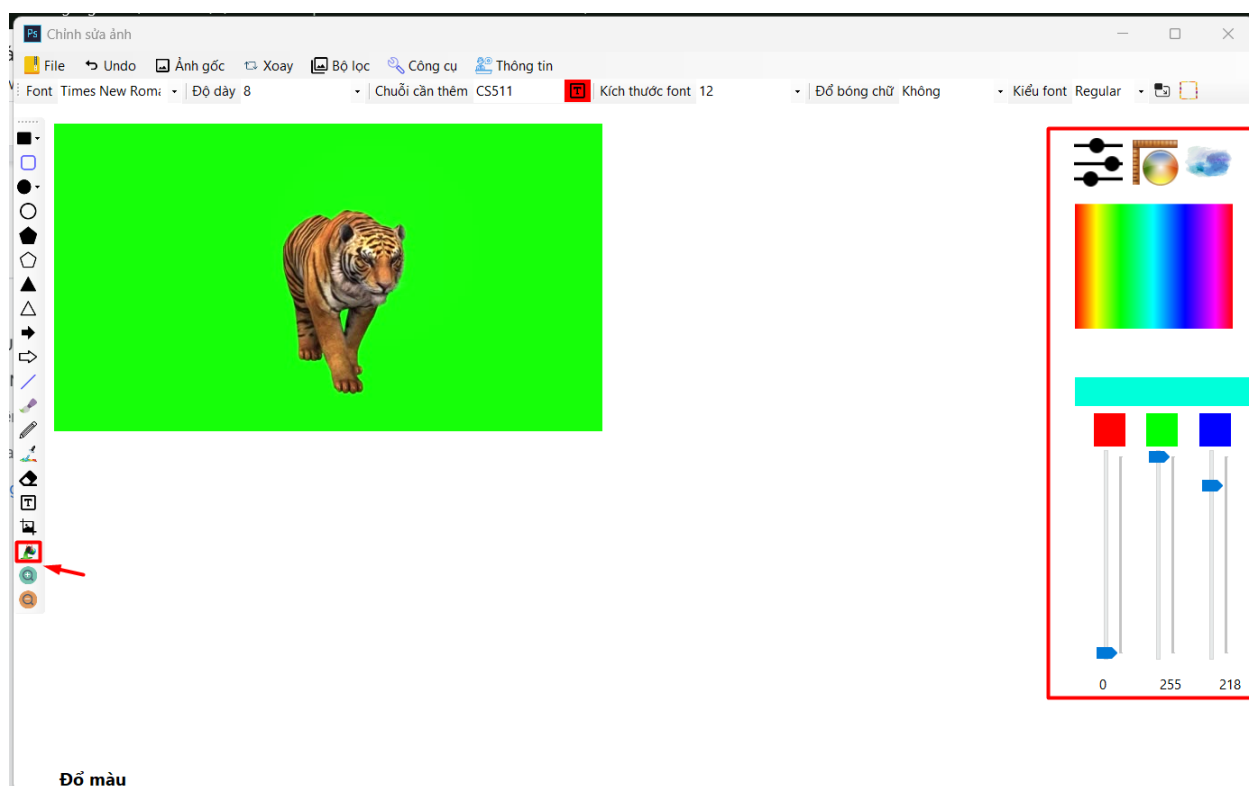 Ps Chỉnh sửa ảnh
File Undo Ảnh gốc Xoay Bộ lọc Công cụ Thông tin
Font Times New Rom Độ dày 8 Chuỗi cần thêm CS511 T Kích thước font 12 Đổ bóng chữ Không Kiểu font Regular
T
0 255 218
Đổ màu